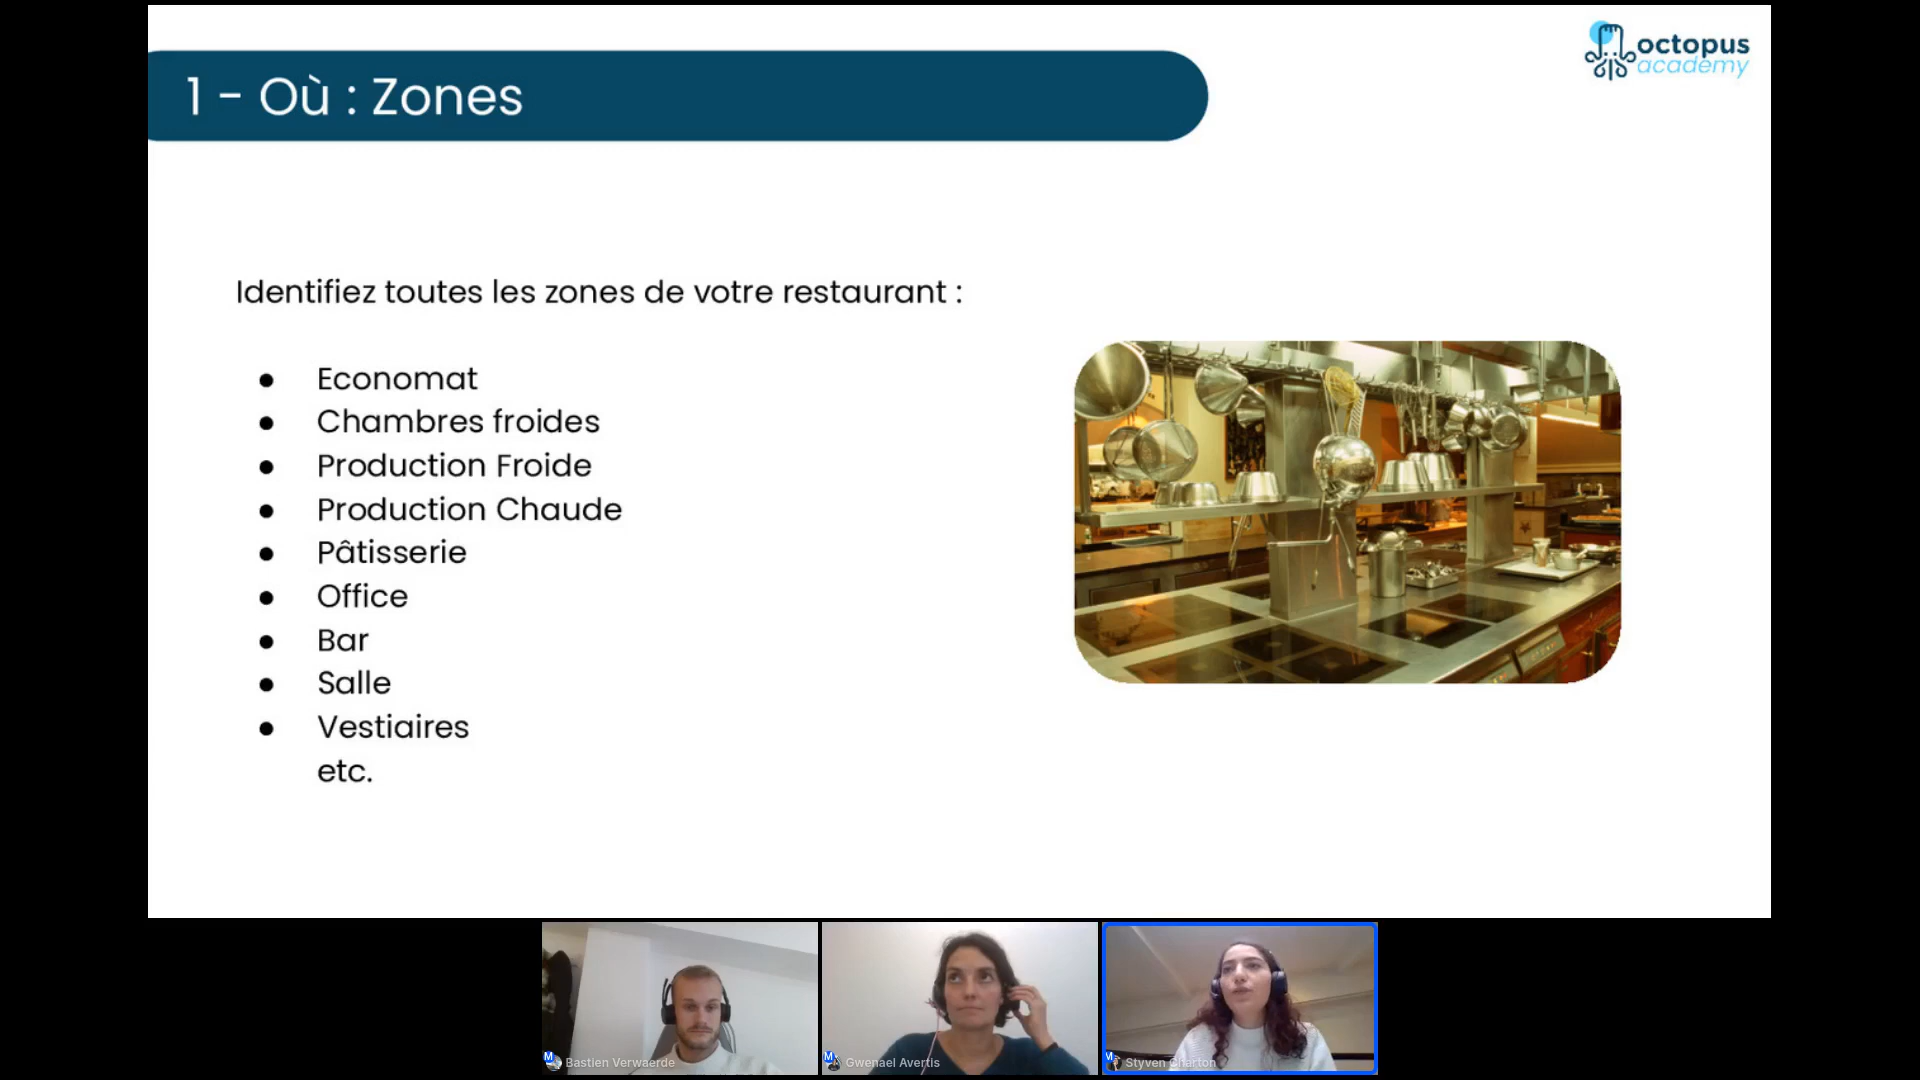 octopus
academy
1 - Où : Zones
Identifiez toutes les zones de votre restaurant :
● Economat
● Chambres froides
● Production Froide
● Production Chaude
● Pâtisserie
● Office
● Bar
● Salle
● Vestiaires
etc.
Bastien Verwaerde
Gwenael Avertis
Styven Charton